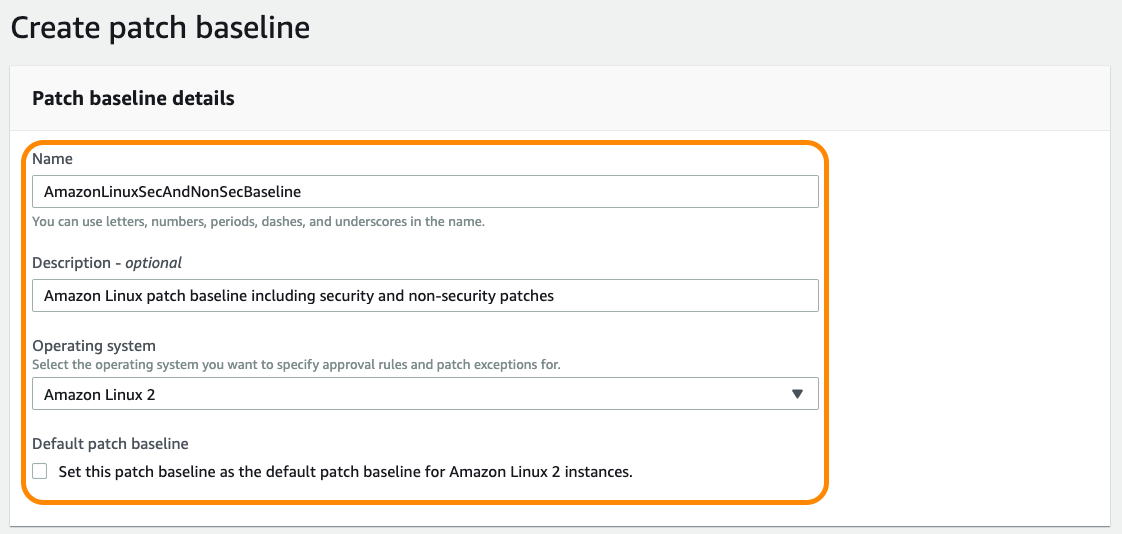 Create patch baseline
Patch baseline details
Name
AmazonLinuxSecAndNonSecBaseline
You can use letters, numbers, periods, dashes, and underscores in the name.
Description - optional
Amazon Linux patch baseline including security and non-security patches
Operating system
Select the operating system you want to specify approval rules and patch exceptions for.
Amazon Linux 2
Default patch baseline
Set this patch baseline as the default patch baseline for Amazon Linux 2 instances.